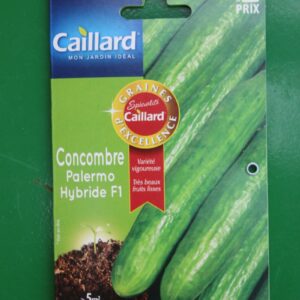 PRIX
Caillard
MON JARDIN IDÉAL
GRAINES
Spécialité
Caillard
D'EXCELLENCE
Concombre
Palermo
Hybride F1
Variété
vigoureuse
Très beaux
fruits lisses